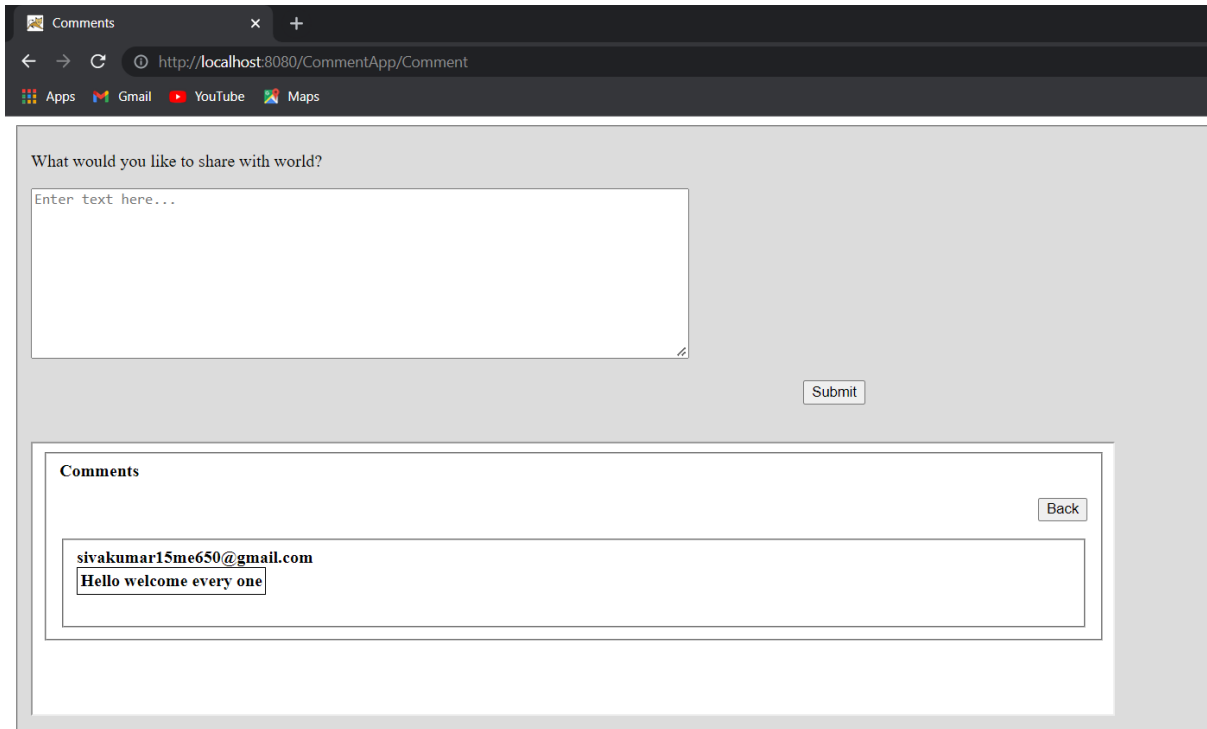 Comments
http://localhost:8080/CommentApp/Comment
Apps Gmail YouTube Maps
What would you like to share with world?
Enter text here...
Submit
Comments
Back
sivakumar15me650@gmail.com
Hello welcome every one